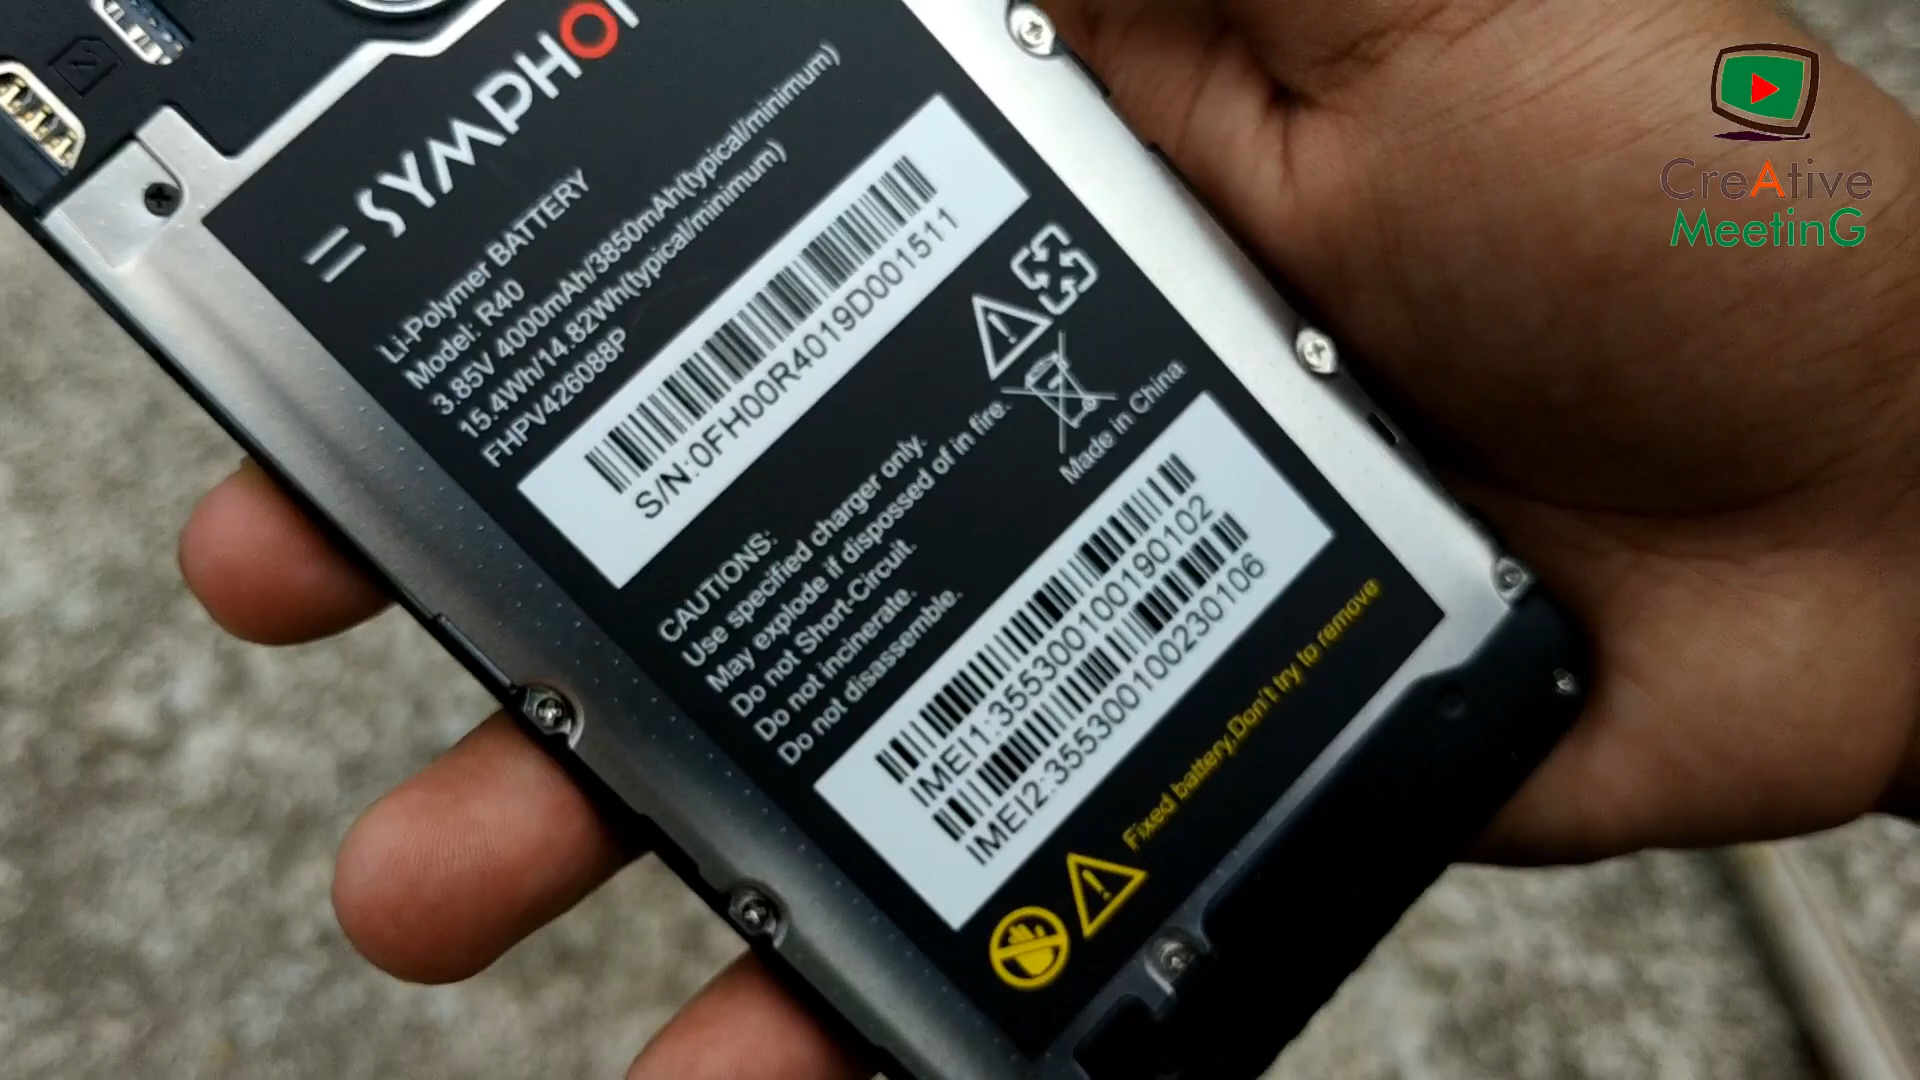 SYMPHO
Li-Polymer BATTERY
Model: R40
3.85V 4000mAh/3850mAh(typical/minimum)
15.4Wh/14.82Wh(typical/minimum)
FHPV426088P
S/N:0FH00R4019D001511
CAUTIONS:
Use specified charger only.
May explode if dispossed of in fire.
Do not Short-Circuit.
Do not incinerate.
Do not disassemble.
Made in China
IMEI1:355300100190102
IMEI2:355300100230106
Fixed battery,Don't try to remove
CreAtive
MeetinG